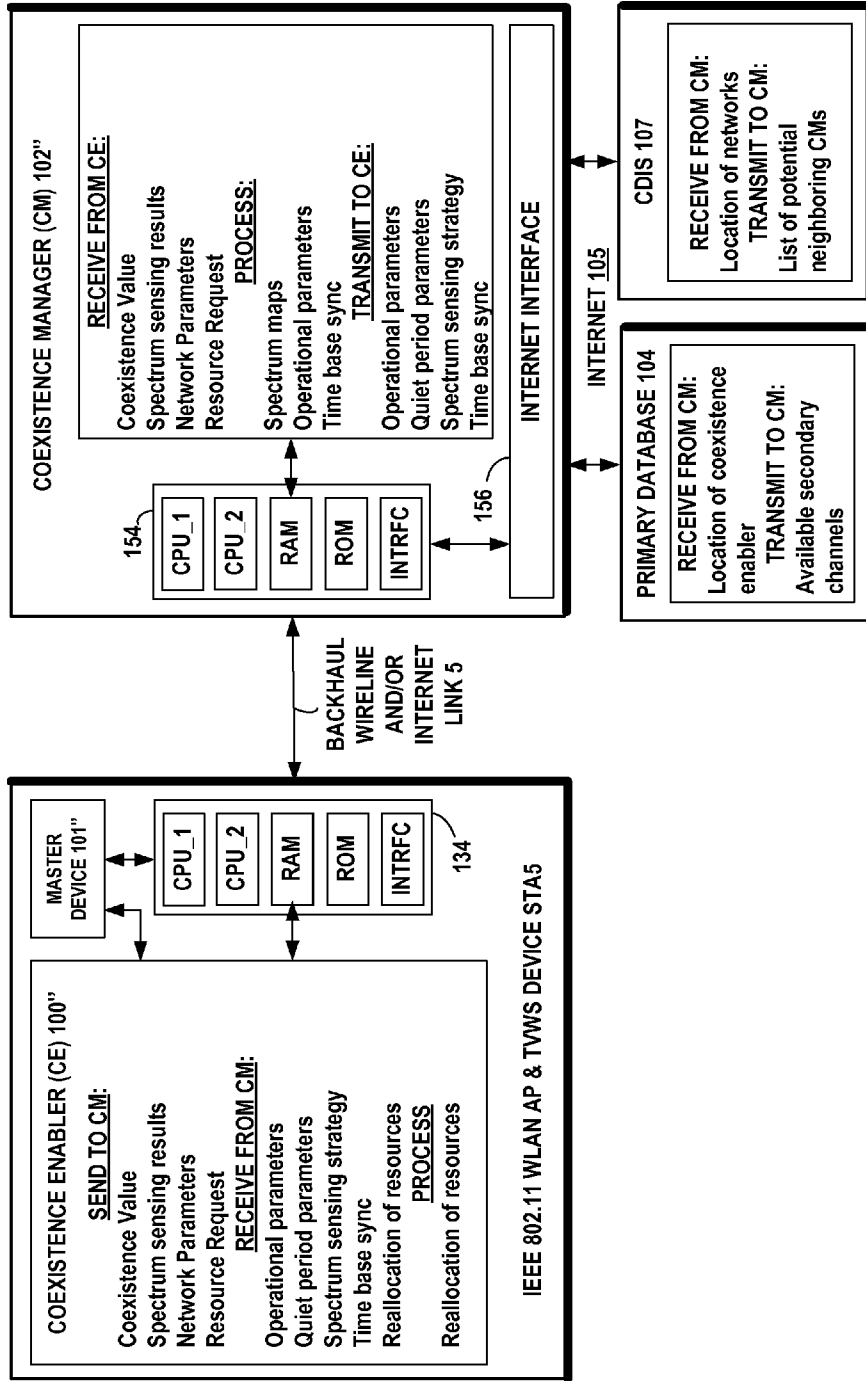 COEXISTENCE ENABLER (CE) 100”
SEND TO CM:
Coexistence Value
Spectrum sensing results
Network Parameters
Resource Request
RECEIVE FROM CM:
Operational parameters
Quiet period parameters
Spectrum sensing strategy
Time base sync
Reallocation of resources
PROCESS
Reallocation of resources
MASTER
DEVICE 101”
CPU_1
CPU_2
RAM
ROM
INTRFC
134
IEEE 802.11 WLAN AP & TVWS DEVICE STA5
BACKHAUL
WIRELINE
AND/OR
INTERNET
LINK 5
COEXISTENCE MANAGER (CM) 102”
154
CPU_1
CPU_2
RAM
ROM
INTRFC
RECEIVE FROM CE:
Coexistence Value
Spectrum sensing results
Network Parameters
Resource Request
PROCESS:
Spectrum maps
Operational parameters
Time base sync
TRANSMIT TO CE:
Operational parameters
Quiet period parameters
Spectrum sensing strategy
Time base sync
156
INTERNET INTERFACE
INTERNET 105
PRIMARY DATABASE 104
RECEIVE FROM CM:
Location of coexistence
enabler
TRANSMIT TO CM:
Available secondary
channels
CDIS 107
RECEIVE FROM CM:
Location of networks
TRANSMIT TO CM:
List of potential
neighboring CMs